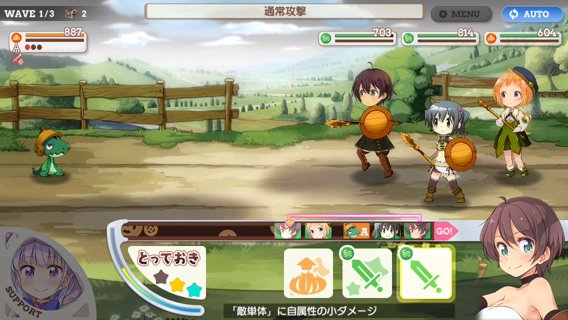 WAVE 1/3
2
通常攻撃
MENU
AUTO
887
A
703
814
604
A
GO!
とっておき
SUPPORT
「敵単体」に自属性の小ダメージ